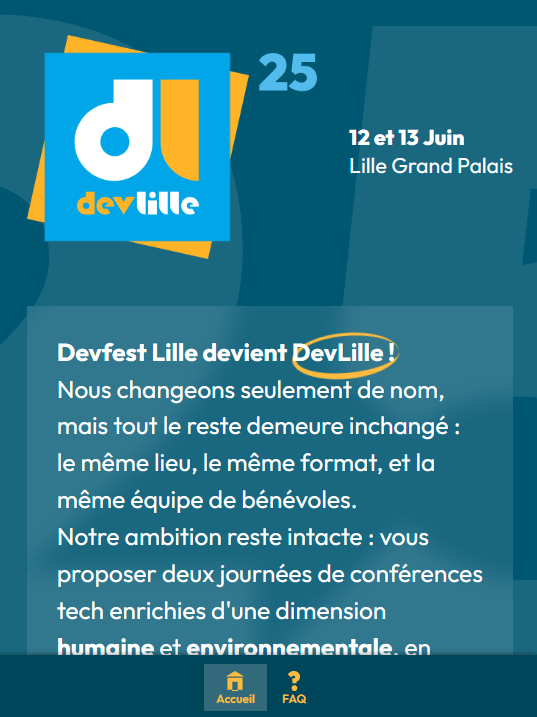 25
dl
devlille
12 et 13 Juin
Lille Grand Palais
Devfest Lille devient DevLille !
Nous changeons seulement de nom,
mais tout le reste demeure inchangé :
le même lieu, le même format, et la
même équipe de bénévoles.
Notre ambition reste intacte : vous
proposer deux journées de conférences
tech enrichies d'une dimension
humaine et environnementale, en
Accueil
FAQ